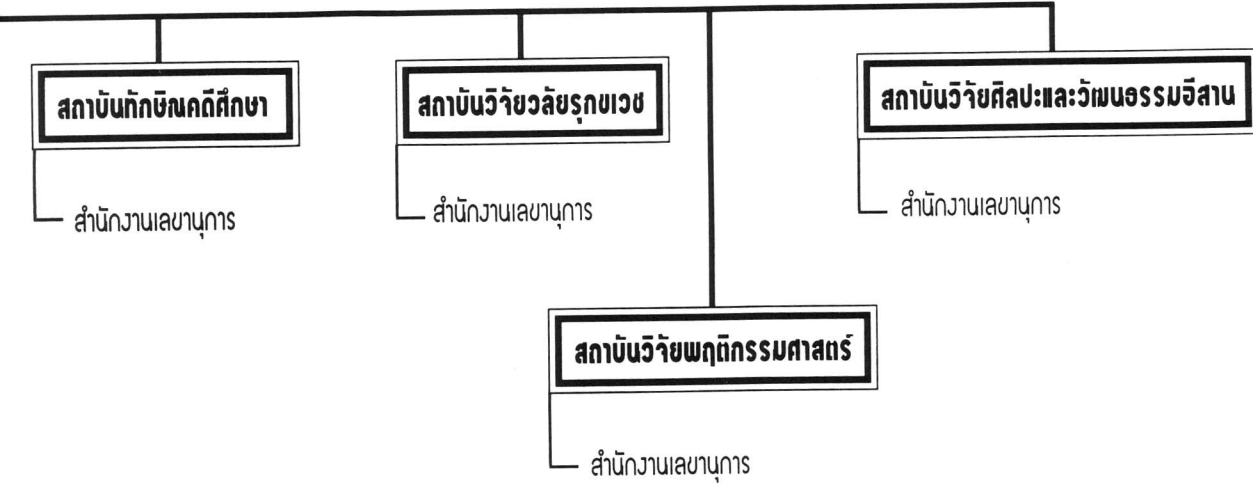 สถาบันทักษิณคดีศึกษา
สำนักงานเลขานุการ
สถาบันวิจัยวลัยรุกขเวช
สำนักงานเลขานุการ
สถาบันวิจัยศิลปะและวัฒนธรรมอีสาน
สำนักงานเลขานุการ
สถาบันวิจัยพฤติกรรมศาสตร์
สำนักงานเลขานุการ